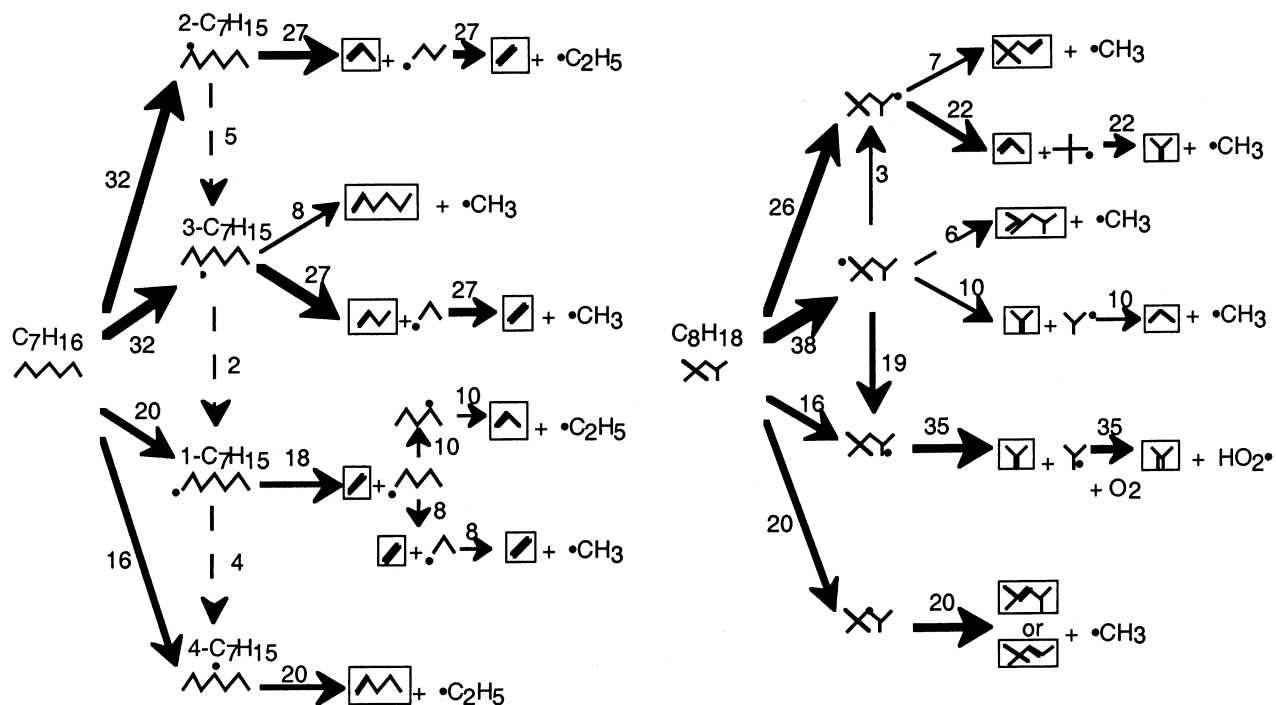 2-C7H15
27
+
27
+ •C2H5
5
32
3-C7H15
8
+ •CH3
27
+
27
+ •CH3
C7H16
32
2
20
1-C7H15
18
+
10
+ •C2H5
10
8
+
8
+ •CH3
16
4
4-C7H15
20
+ •C2H5
7
+ •CH3
22
+
22
+ •CH3
26
3
6
+ •CH3
10
+
10
+ •CH3
C8H18
38
19
16
35
+
35
+ HO2•
+ O2
20
20
or
+ •CH3